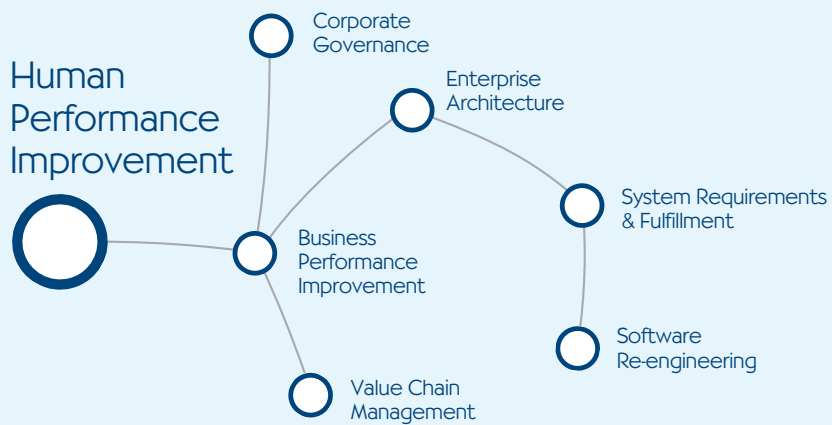 Corporate
Governance
Human
Performance
Improvement
Enterprise
Architecture
System Requirements
& Fulfillment
Business
Performance
Improvement
Software
Re-engineering
Value Chain
Management